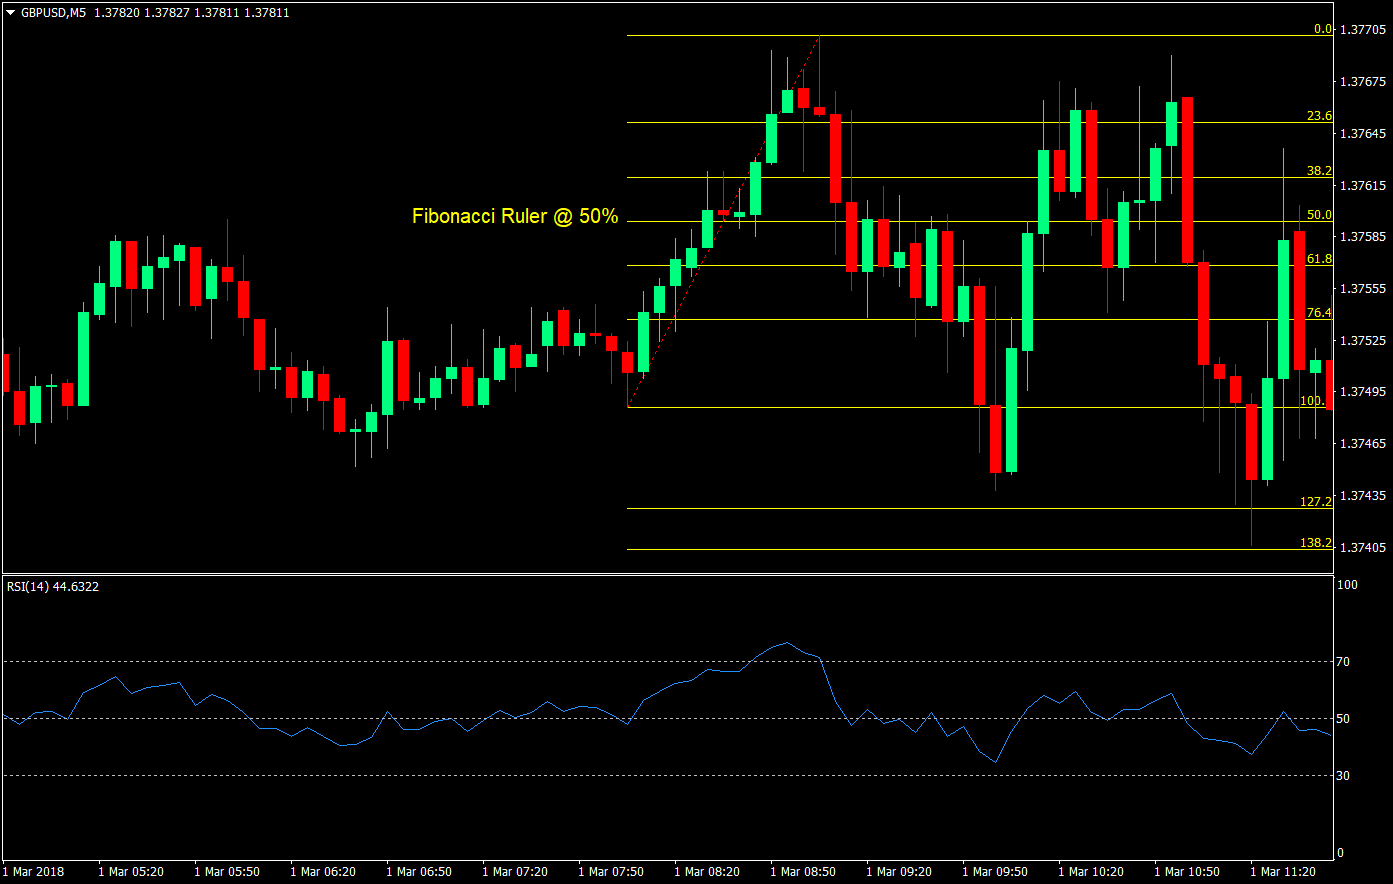 GBPUSD,M5 1.37820 1.37827 1.37811 1.37811
0.0
1.37705
1.37675
23.6
1.37645
38.2
1.37615
Fibonacci Ruler @ 50%
50.0
1.37585
61.8
1.37555
76.4
1.37525
1.37495
100.
1.37465
1.37435
127.2
138.2
1.37405
RSI(14) 44.6322
100
70
50
30
0
1 Mar 2018
1 Mar 05:20
1 Mar 05:50
1 Mar 06:20
1 Mar 06:50
1 Mar 07:20
1 Mar 07:50
1 Mar 08:20
1 Mar 08:50
1 Mar 09:20
1 Mar 09:50
1 Mar 10:20
1 Mar 10:50
1 Mar 11:20